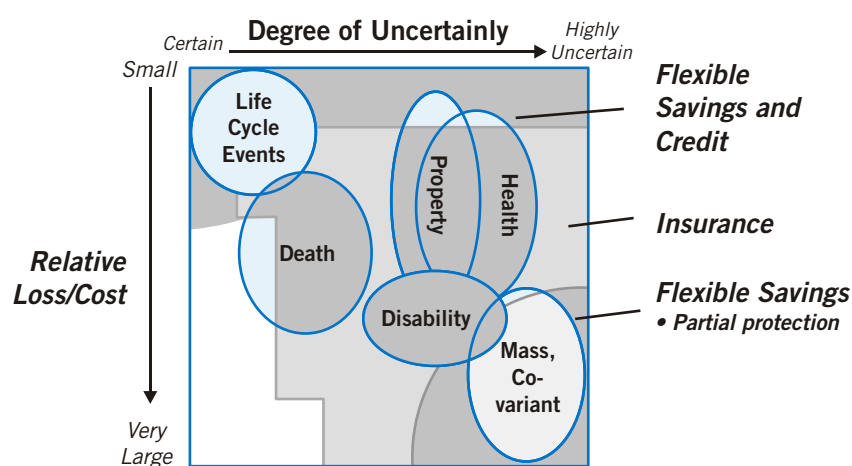 Degree of Uncertainly
Certain
Highly
Uncertain
Small
Flexible
Savings and
Credit
Life
Cycle
Events
Property
Health
Insurance
Death
Relative
Loss/Cost
Flexible Savings
• Partial protection
Disability
Mass,
Co-
variant
Very
Large